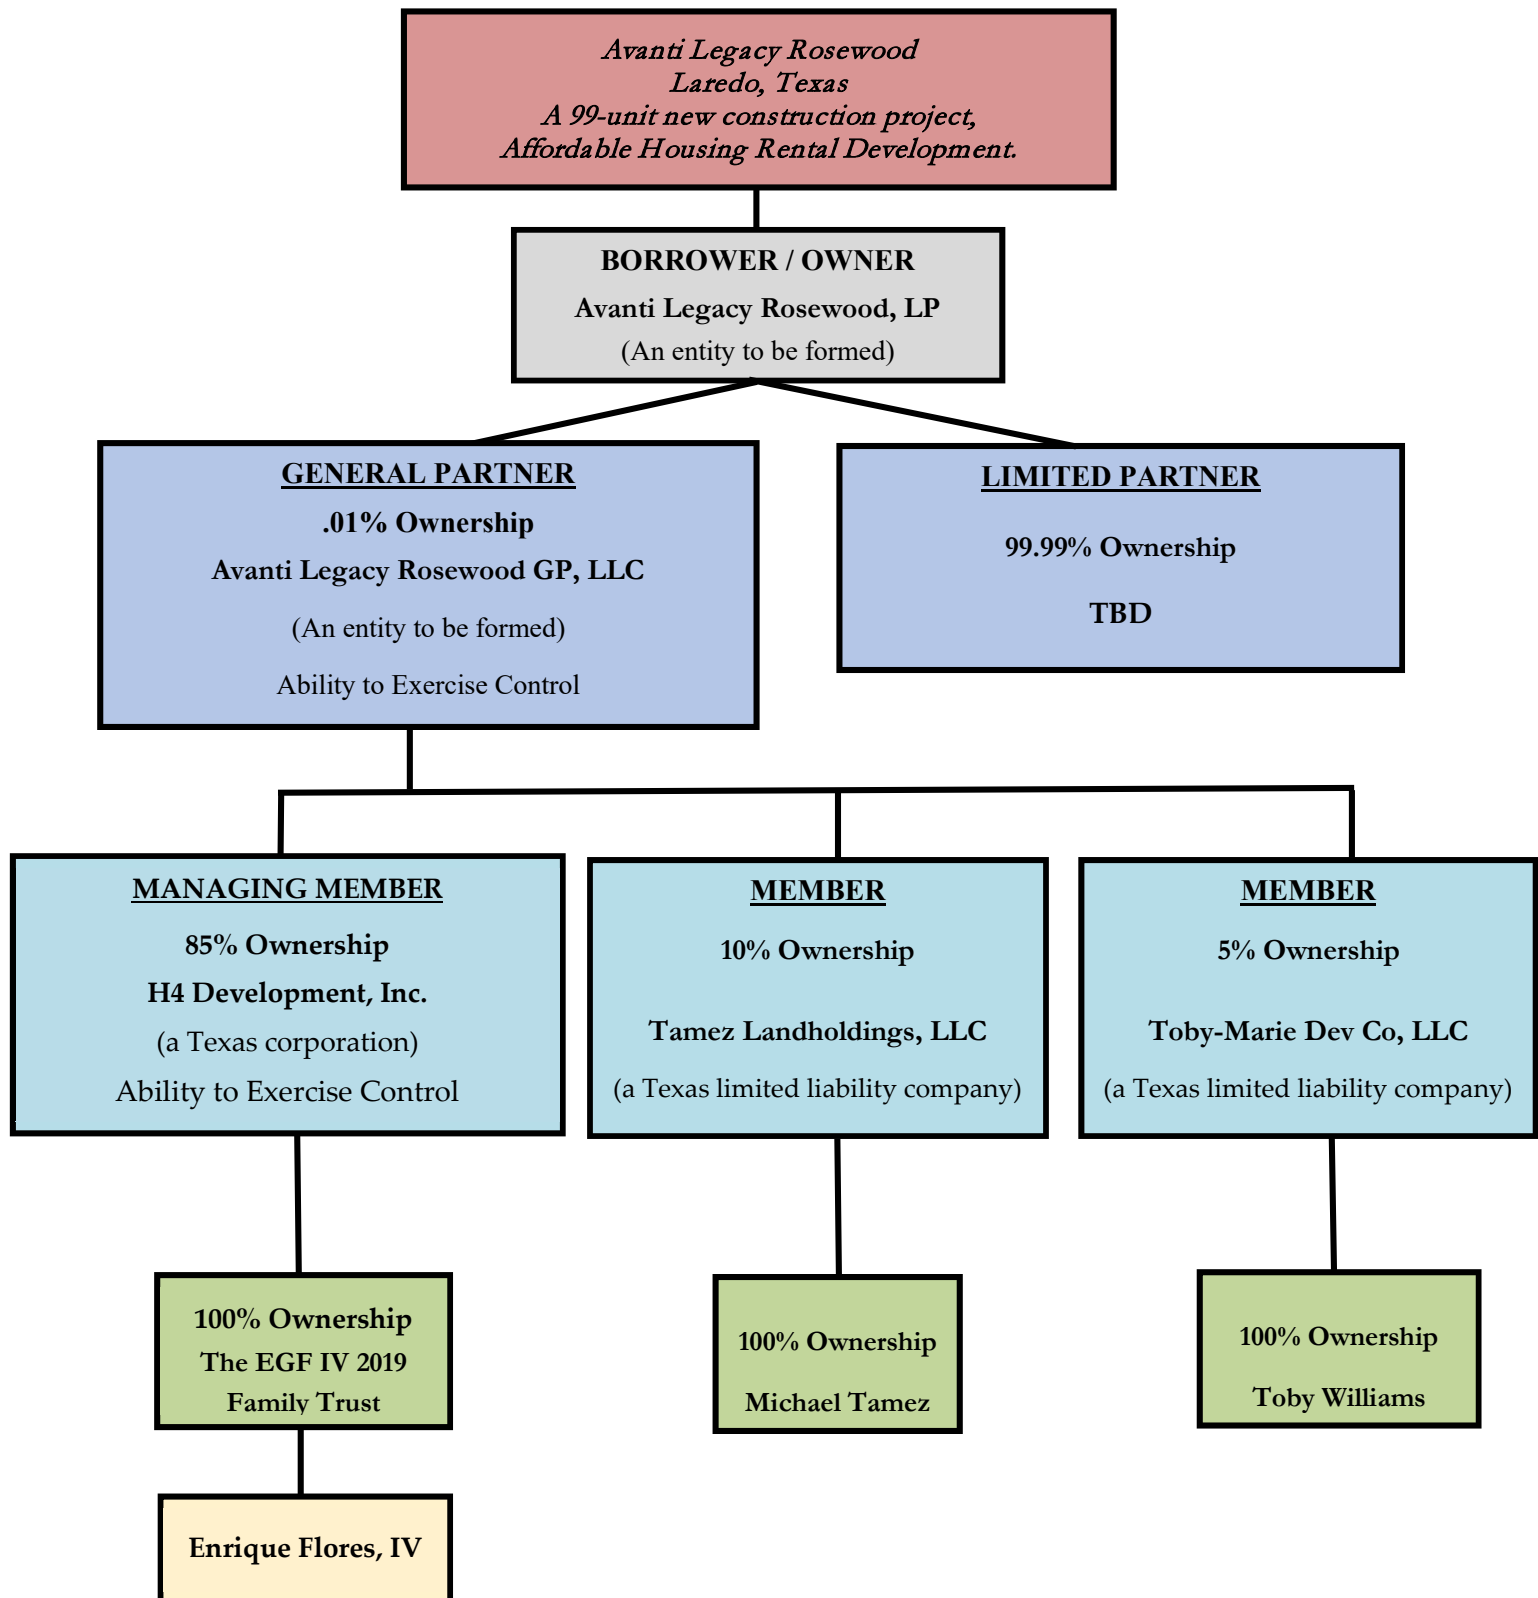 Avanti Legacy Rosewood
Laredo, Texas
A 99-unit new construction project,
Affordable Housing Rental Development.
BORROWER / OWNER
Avanti Legacy Rosewood, LP
(An entity to be formed)
GENERAL PARTNER
.01% Ownership
Avanti Legacy Rosewood GP, LLC
(An entity to be formed)
Ability to Exercise Control
LIMITED PARTNER
99.99% Ownership
TBD
MANAGING MEMBER
85% Ownership
H4 Development, Inc.
(a Texas corporation)
Ability to Exercise Control
MEMBER
10% Ownership
Tamez Landholdings, LLC
(a Texas limited liability company)
MEMBER
5% Ownership
Toby-Marie Dev Co, LLC
(a Texas limited liability company)
100% Ownership
The EGF IV 2019
Family Trust
100% Ownership
Michael Tamez
100% Ownership
Toby Williams
Enrique Flores, IV